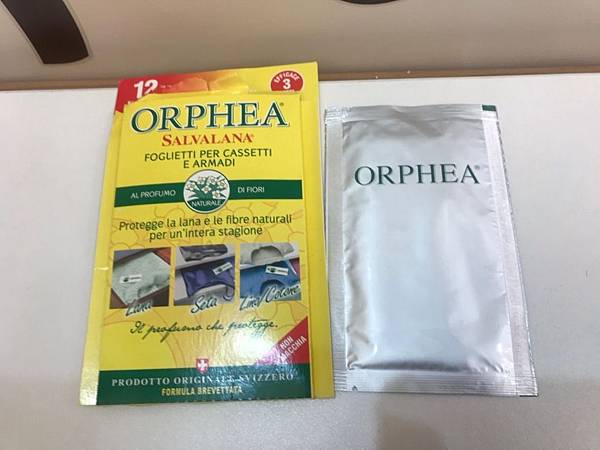 12
EFFICACE
3
ORPHEA®
SALVALANA®
FOGLIETTI PER CASSETTI
E ARMADI
AL PROFUMO
DI FIORI
NATURALE
Protegge la lana e le fibre naturali
per un'intera stagione
Lana
Seta
Lino/Cotone
Il profumo che protegge.
NON
MACCHIA
PRODOTTO ORIGINALE SVIZZERO
FORMULA BREVETTATA
ORPHEA®